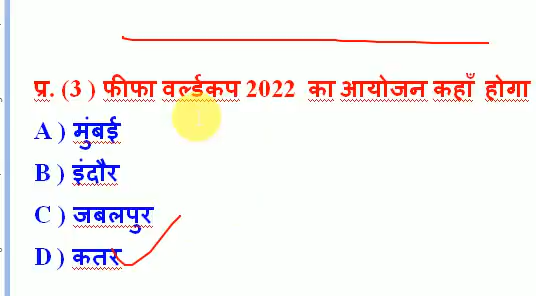 प्र. (3 ) फीफा वर्ल्डकप 2022 का आयोजन कहाँ होगा
A ) मुंबई
B ) इंदौर
C ) जबलपुर
D ) कतर